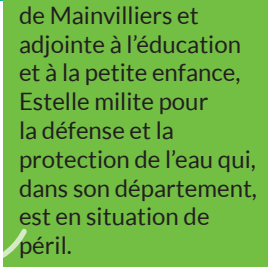 de Mainvilliers et
adjointe à l’éducation
et à la petite enfance,
Estelle milite pour
la défense et la
protection de l’eau qui,
dans son département,
est en situation de
péril.